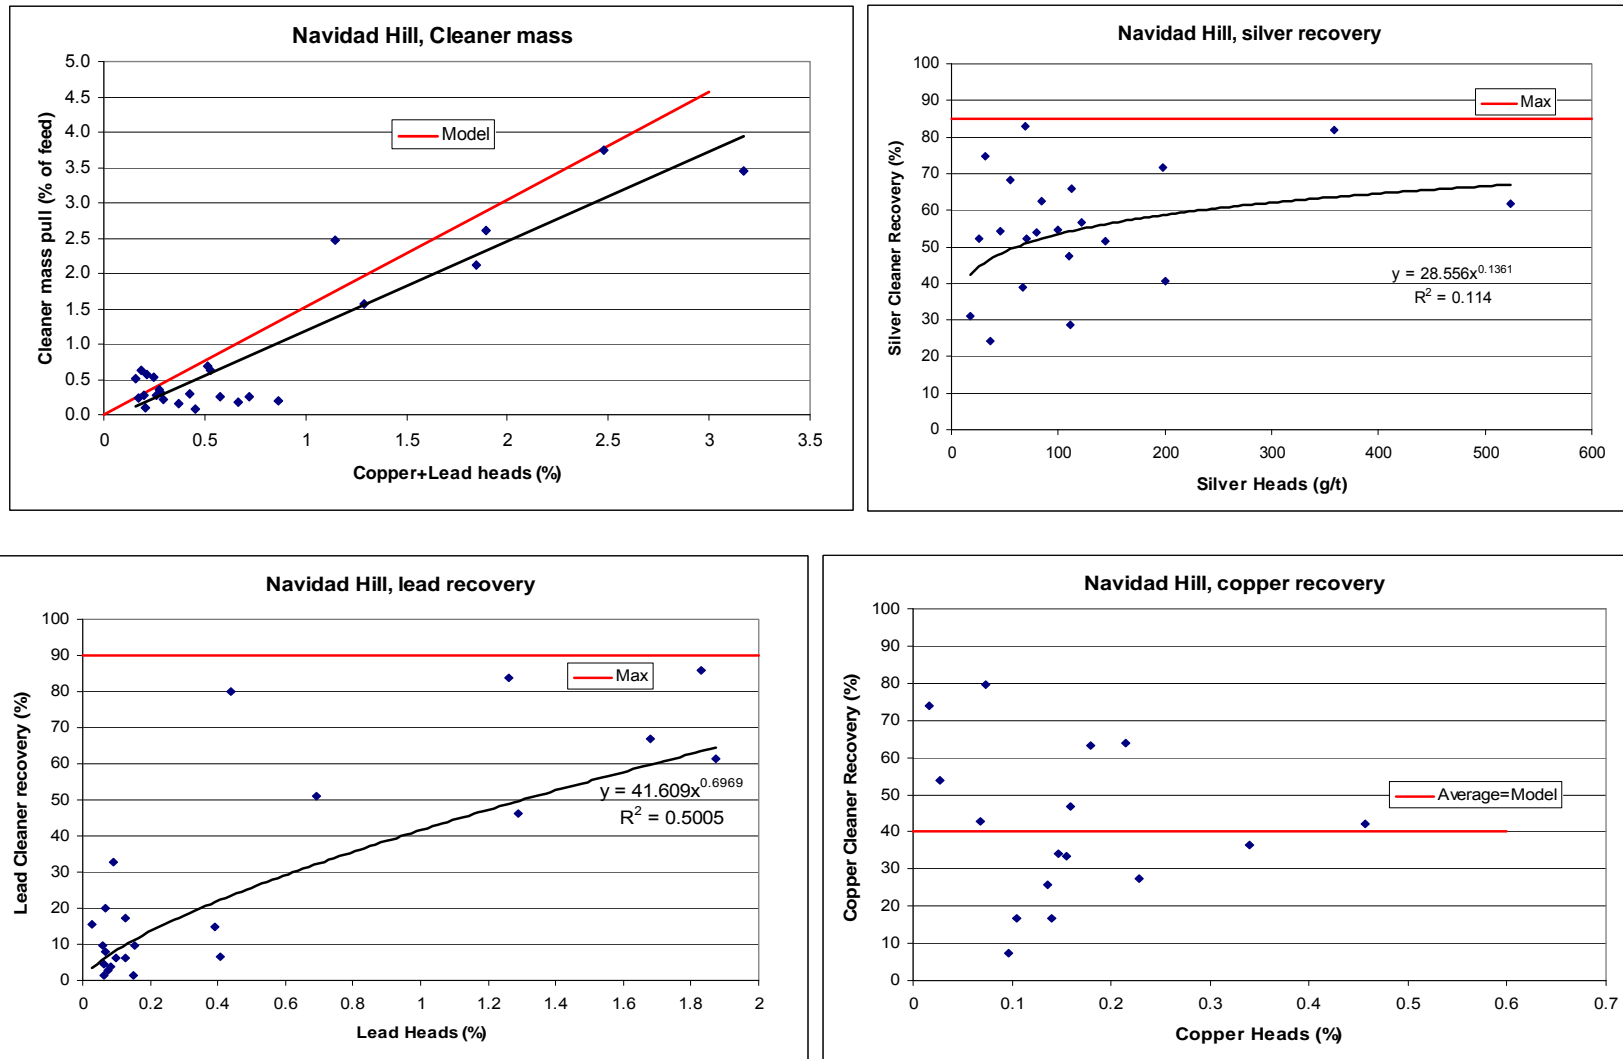 Navidad Hill, Cleaner mass
5.0
4.5
4.0
3.5
3.0
2.5
2.0
1.5
1.0
0.5
0.0
Cleaner mass pull (% of feed)
Model
0 0.5 1 1.5 2 2.5 3 3.5
Copper+Lead heads (%)
Navidad Hill, silver recovery
100
90
80
70
60
50
40
30
20
10
0
Silver Cleaner Recovery (%)
Max
y = 28.556x^0.1361
R² = 0.114
0 100 200 300 400 500 600
Silver Heads (g/t)
Navidad Hill, lead recovery
100
90
80
70
60
50
40
30
20
10
0
Lead Cleaner recovery (%)
Max
y = 41.609x^0.6969
R² = 0.5005
0 0.2 0.4 0.6 0.8 1 1.2 1.4 1.6 1.8 2
Lead Heads (%)
Navidad Hill, copper recovery
100
90
80
70
60
50
40
30
20
10
0
Copper Cleaner Recovery (%)
Average=Model
0 0.1 0.2 0.3 0.4 0.5 0.6 0.7
Copper Heads (%)